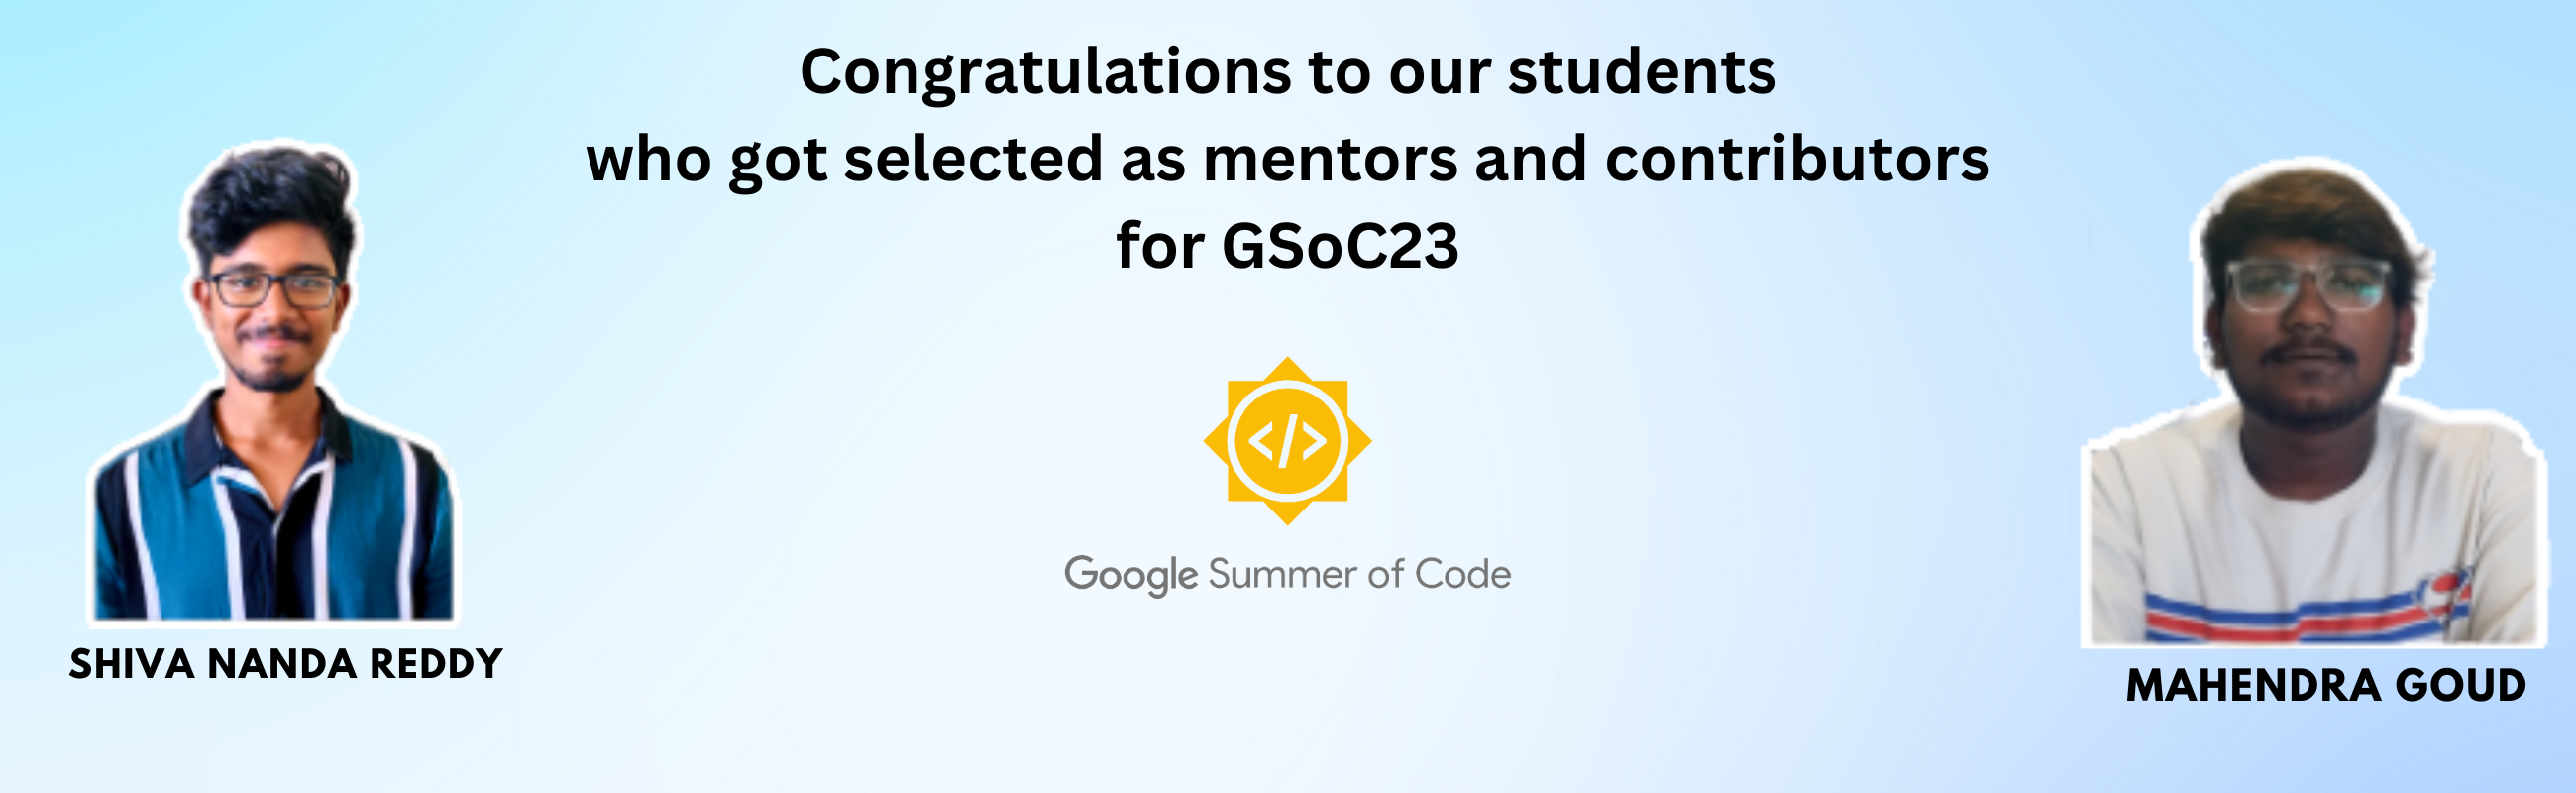 Congratulations to our students
who got selected as mentors and contributors
for GSoC23
</>
Google Summer of Code
SHIVA NANDA REDDY
MAHENDRA GOUD